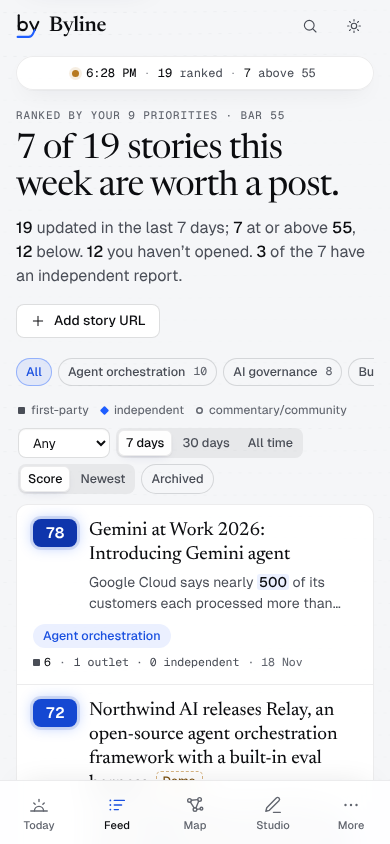 by Byline
6:28 PM · 19 ranked · 7 above 55
RANKED BY YOUR 9 PRIORITIES · BAR 55
7 of 19 stories this
week are worth a post.
19 updated in the last 7 days; 7 at or above 55,
12 below. 12 you haven’t opened. 3 of the 7 have
an independent report.
+ Add story URL
All Agent orchestration 10 AI governance 8 Bu
first-party independent commentary/community
Any 7 days 30 days All time
Score Newest Archived
78 Gemini at Work 2026:
Introducing Gemini agent
Google Cloud says nearly 500 of its
customers each processed more than…
Agent orchestration
6 · 1 outlet · 0 independent · 18 Nov
72 Northwind AI releases Relay, an
open-source agent orchestration
framework with a built-in eval
Today Feed Map Studio More